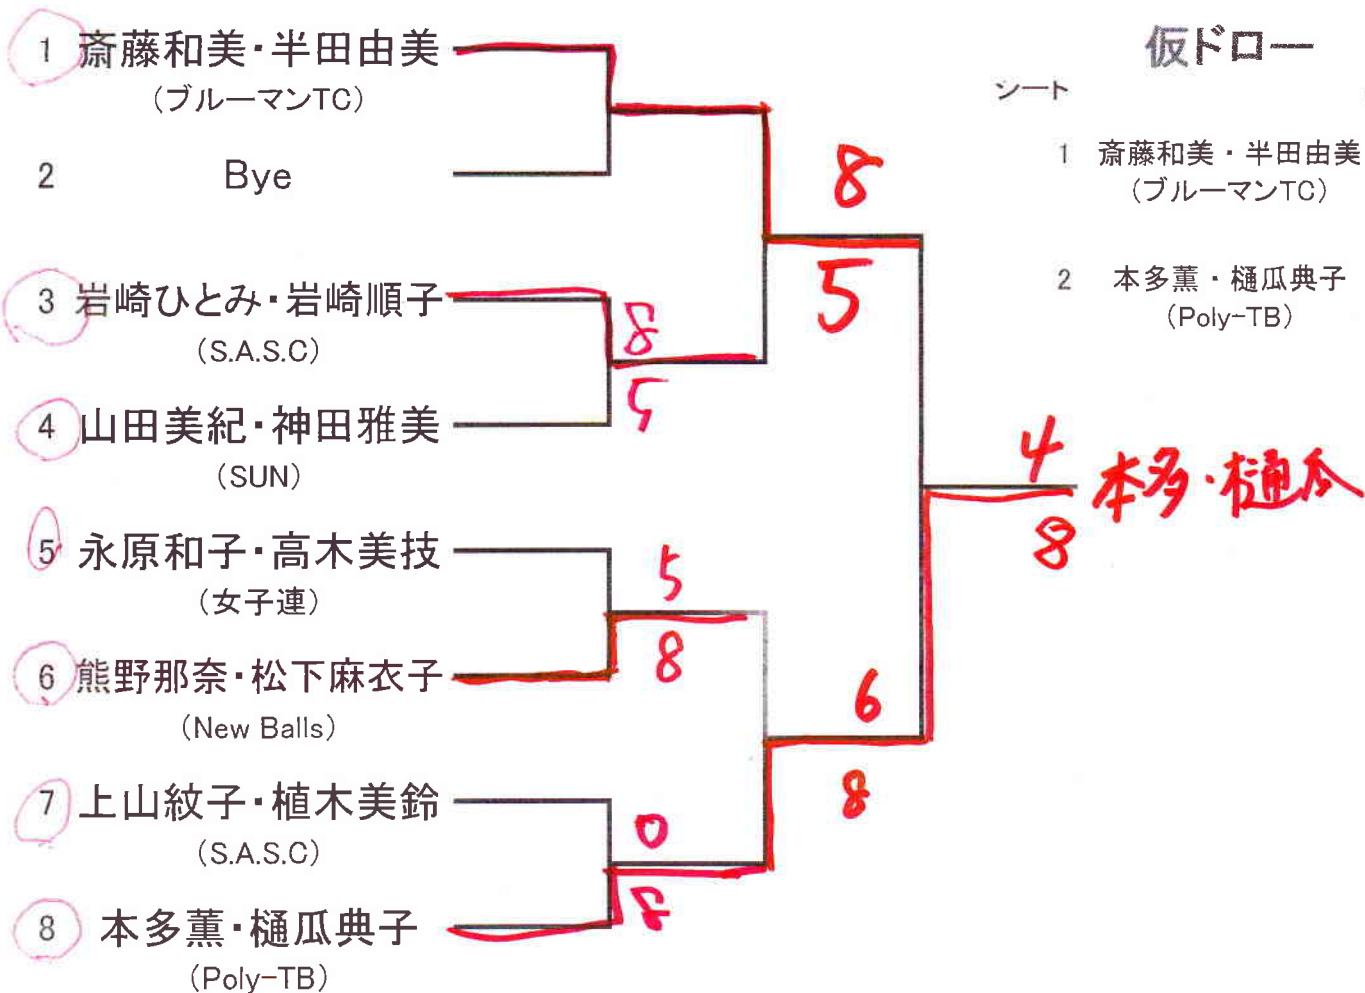 仮ドロー
シート
1 斎藤和美・半田由美
(ブルーマンTC)
2 本多薫・樋瓜典子
(Poly-TB)
1 斎藤和美・半田由美
(ブルーマンTC)
2 Bye
3 岩崎ひとみ・岩崎順子
(S.A.S.C)
4 山田美紀・神田雅美
(SUN)
5 永原和子・高木美技
(女子連)
6 熊野那奈・松下麻衣子
(New Balls)
7 上山紋子・植木美鈴
(S.A.S.C)
8 本多薫・樋瓜典子
(Poly-TB)
8
5
5
8
0
8
8
5
6
8
4
8
本多・樋瓜